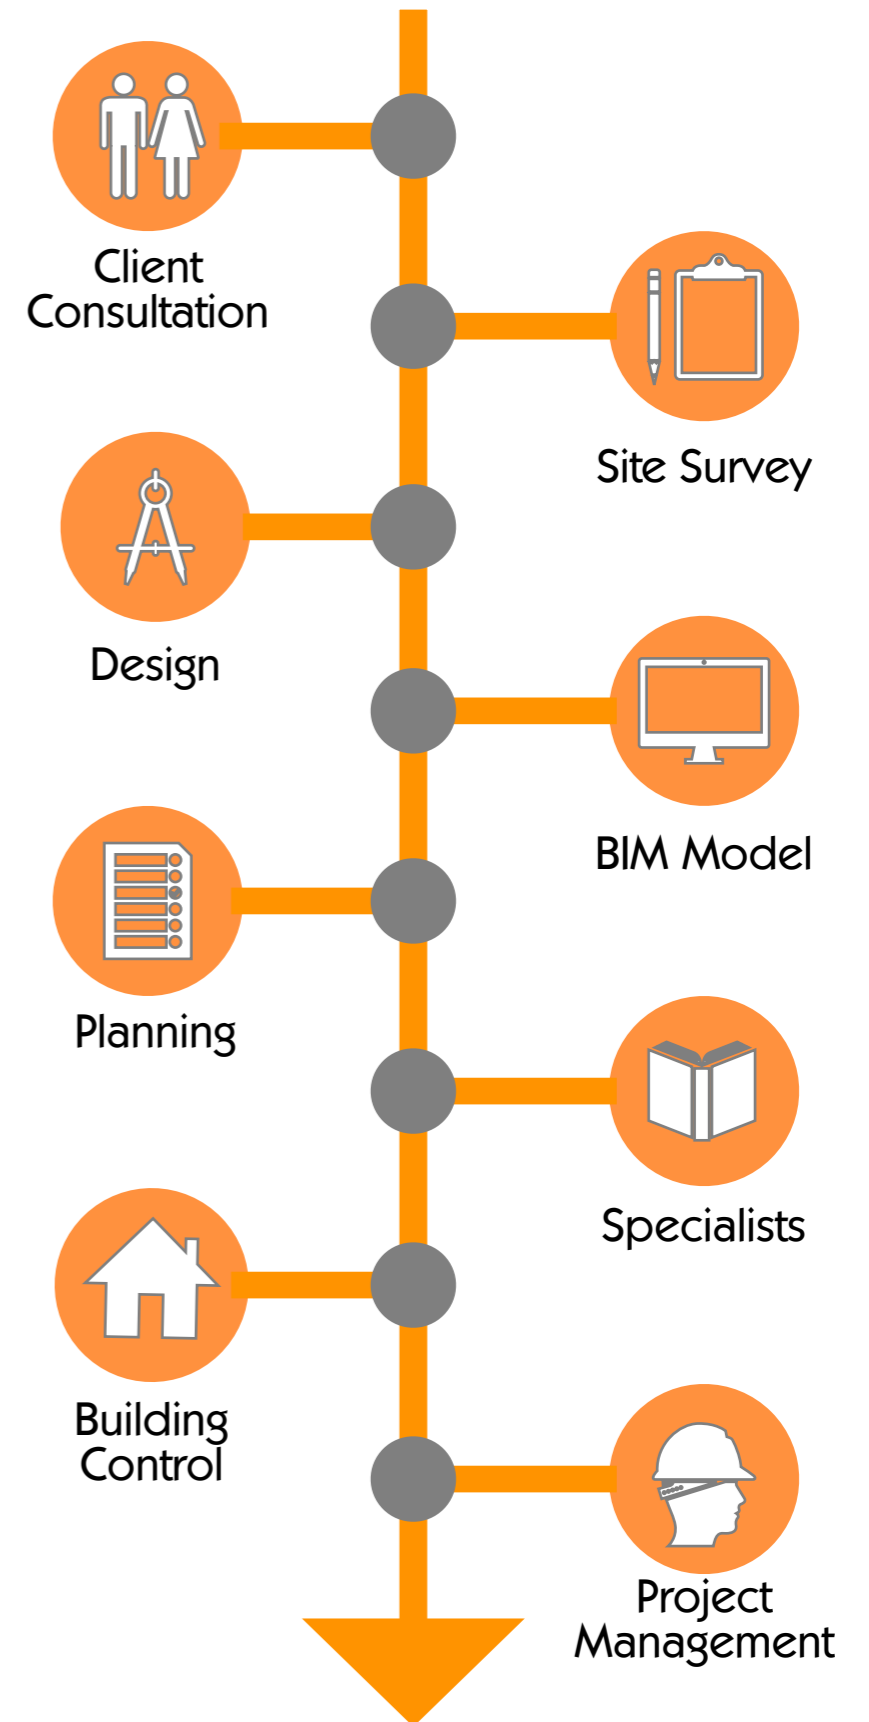 Client
Consultation
Site Survey
Design
BIM Model
Planning
Specialists
Building
Control
Project
Management